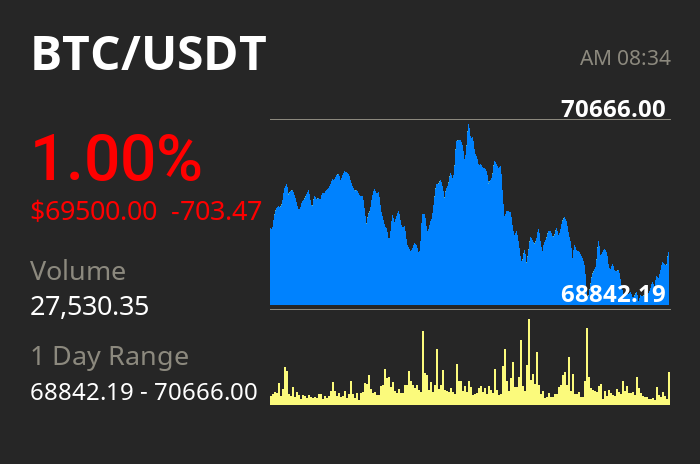 BTC/USDT
AM 08:34
70666.00
1.00%
$69500.00 -703.47
Volume
27,530.35
68842.19
1 Day Range
68842.19 - 70666.00